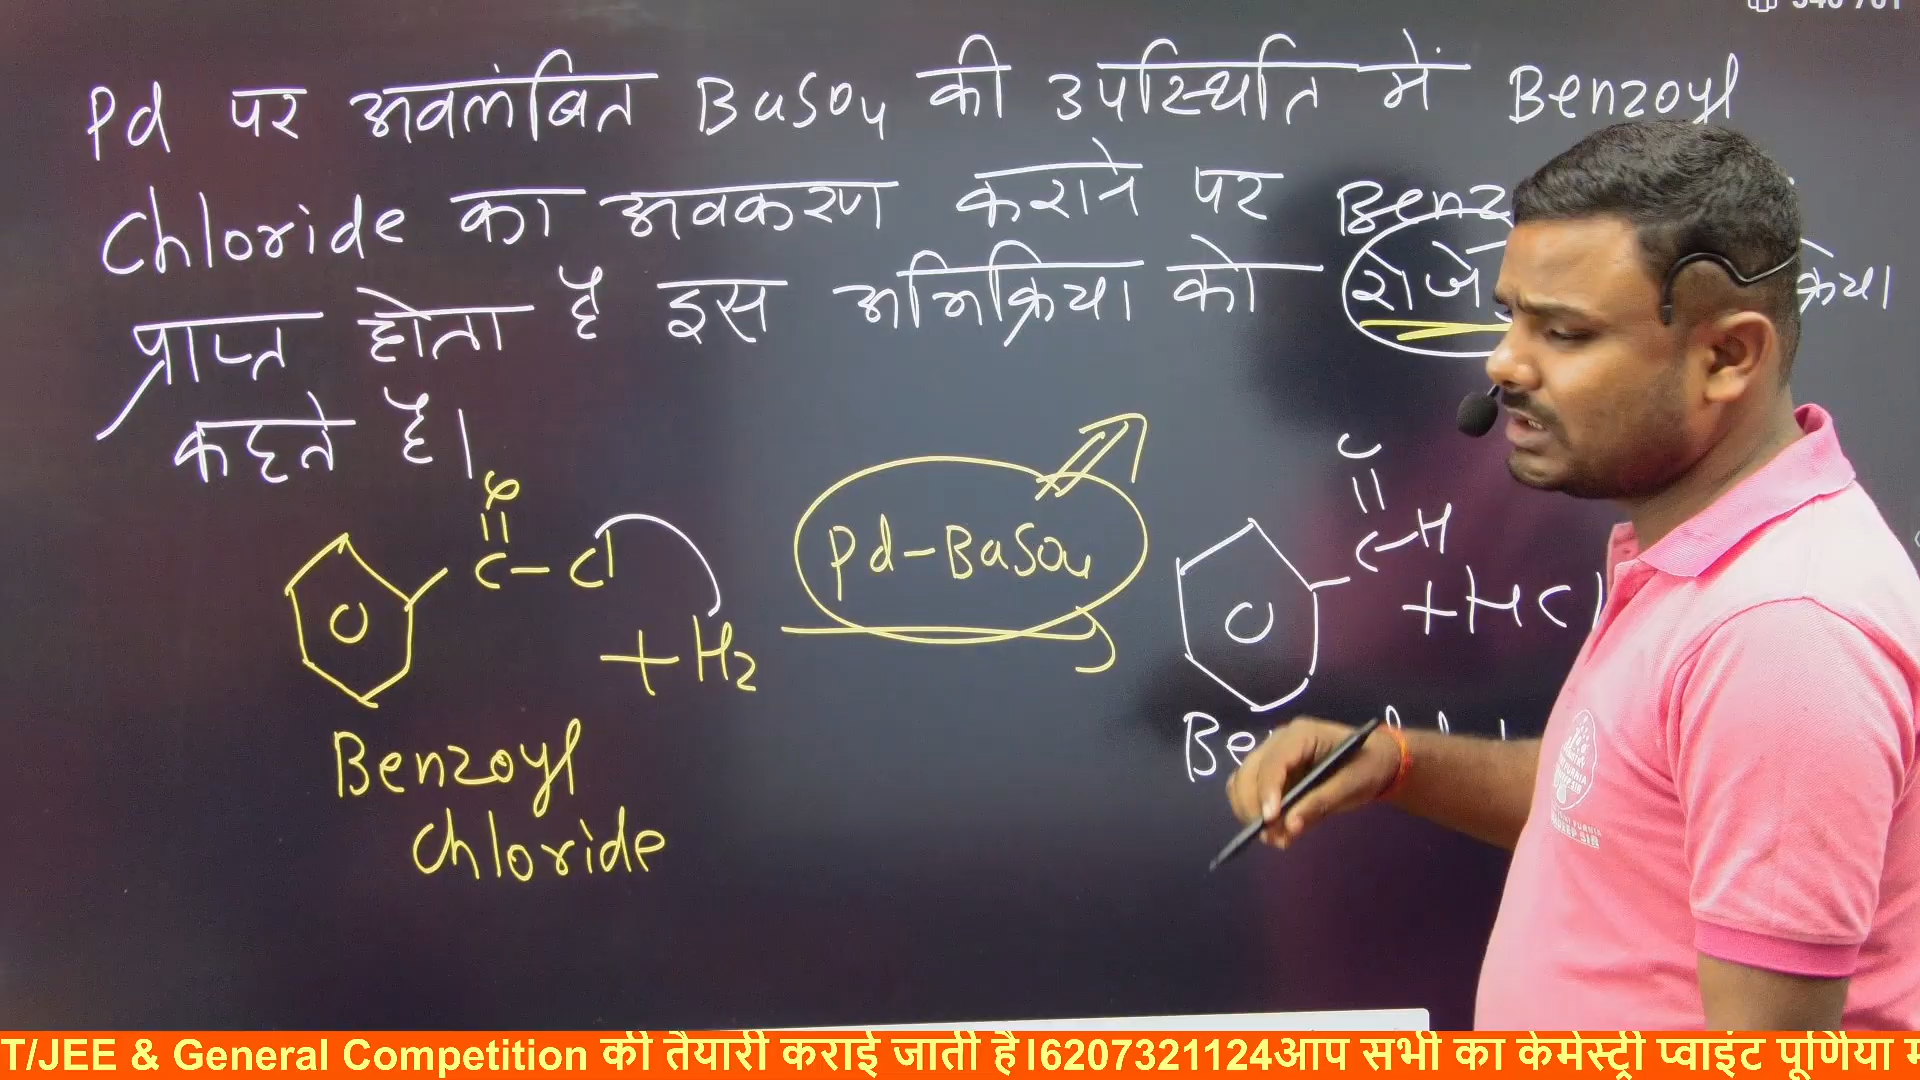 Pd पर अवलंबित BaSO4 की उपस्थिति में Benzoyl
Chloride का अवकरण कराने पर
प्राप्त होता है इस अभिक्रिया को
कहते है।
O
C - Cl
+ H2
Benzoyl
Chloride
Pd-BaSO4
C-H
+HCl
T/JEE & General Competition की तैयारी कराई जाती है।6207321124आप सभी का केमेस्ट्री प्वाइंट पूर्णिया